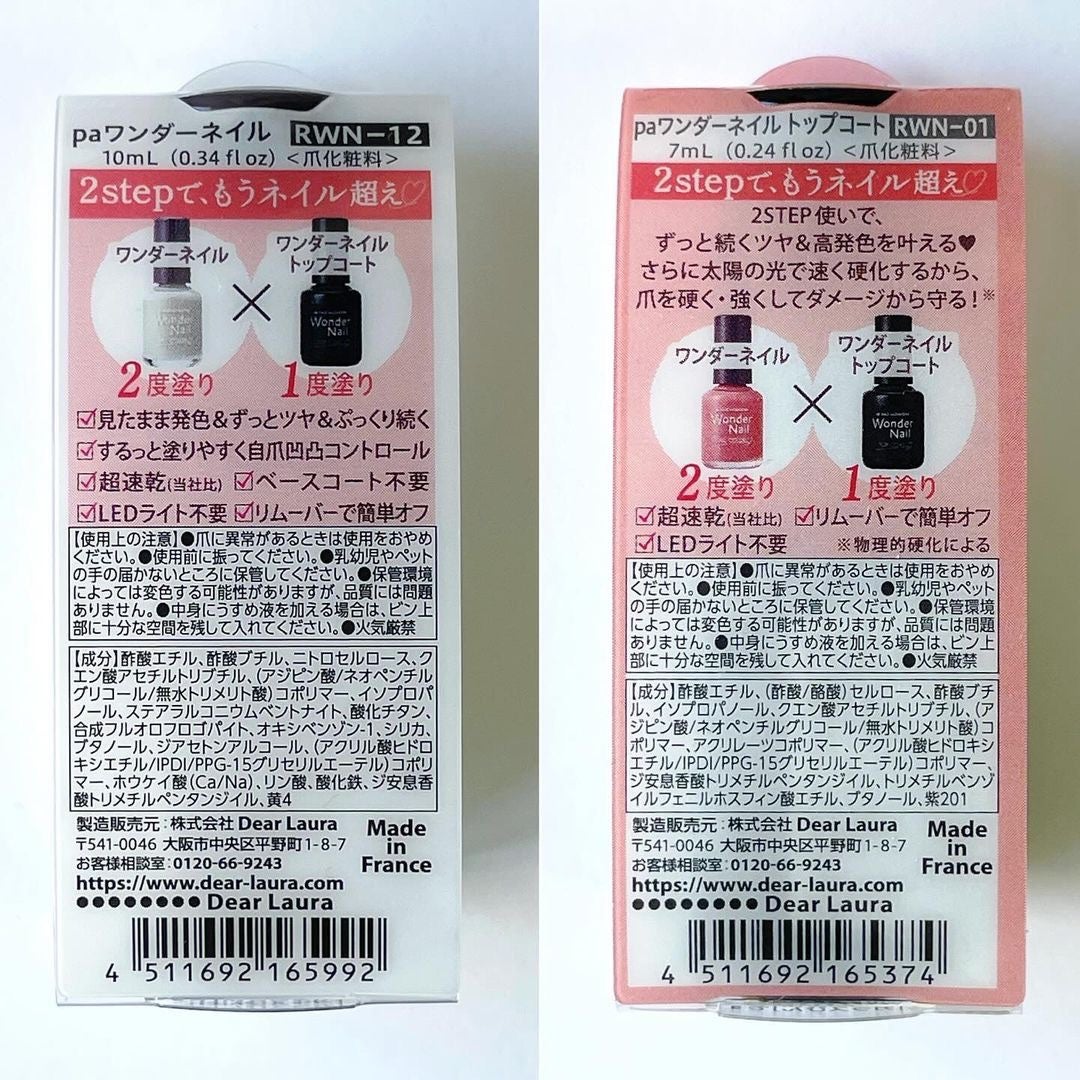 paワンダーネイル RWN−12
10mL（0.34 fl oz）＜爪化粧料＞
2stepで、もうネイル超え♡
ワンダーネイル
×
ワンダーネイル
トップコート
Wonder
Nail
2度塗り 1度塗り
☑見たまま発色＆ずっとツヤ＆ぷっくり続く
☑するっと塗りやすく自爪凹凸コントロール
☑超速乾(当社比) ☑ベースコート不要
☑LEDライト不要 ☑リムーバーで簡単オフ
【使用上の注意】●爪に異常があるときは使用をおやめ
ください。●使用前に振ってください。●乳幼児やペット
の手の届かないところに保管してください。●保管環境
によっては変色する可能性がありますが、品質には問題
ありません。●中身にうすめ液を加える場合は、ビン上
部に十分な空間を残して入れてください。●火気厳禁
【成分】酢酸エチル、酢酸ブチル、ニトロセルロース、ク
エン酸アセチルトリブチル、（アジピン酸/ネオペンチル
グリコール/無水トリメリト酸）コポリマー、イソプロパ
ノール、ステアラルコニウムベントナイト、酸化チタン、
合成フルオロフロゴパイト、オキシベンゾン-1、シリカ、
ブタノール、ジアセトンアルコール、（アクリル酸ヒドロ
キシエチル/IPDI/PPG-15グリセリルエーテル）コポリ
マー、ホウケイ酸（Ca/Na）、リン酸、酸化鉄、ジ安息香
酸トリメチルペンタンジイル、黄4
製造販売元：株式会社 Dear Laura
〒541-0046 大阪市中央区平野町1-8-7
お客様相談室：0120-66-9243
https://www.dear-laura.com
●●●●●●●●● Dear Laura
Made
in
France
4 511692 165992
paワンダーネイル トップコート RWN−01
7mL（0.24 fl oz）＜爪化粧料＞
2stepで、もうネイル超え♡
2STEP使いで、
ずっと続くツヤ＆高発色を叶える♥
さらに太陽の光で速く硬化するから、
爪を硬く・強くしてダメージから守る！※
ワンダーネイル
×
ワンダーネイル
トップコート
Wonder
Nail
Wonder
Nail
2度塗り 1度塗り
☑超速乾(当社比) ☑リムーバーで簡単オフ
☑LEDライト不要 ※物理的硬化による
【使用上の注意】●爪に異常があるときは使用をおやめ
ください。●使用前に振ってください。●乳幼児やペット
の手の届かないところに保管してください。●保管環境
によっては変色する可能性がありますが、品質には問題
ありません。●中身にうすめ液を加える場合は、ビン上
部に十分な空間を残して入れてください。●火気厳禁
【成分】酢酸エチル、（酢酸/酪酸）セルロース、酢酸ブチ
ル、イソプロパノール、クエン酸アセチルトリブチル、（ア
ジピン酸/ネオペンチルグリコール/無水トリメリト酸）コ
ポリマー、アクリレーツコポリマー、（アクリル酸ヒドロキシ
エチル/IPDI/PPG-15グリセリルエーテル）コポリマー、
ジ安息香酸トリメチルペンタンジイル、トリメチルベンゾ
イルフェニルホスフィン酸エチル、ブタノール、紫201
製造販売元：株式会社 Dear Laura
〒541-0046 大阪市中央区平野町1-8-7
お客様相談室：0120-66-9243
https://www.dear-laura.com
●●●●●●●●● Dear Laura
Made
in
France
4 511692 165374